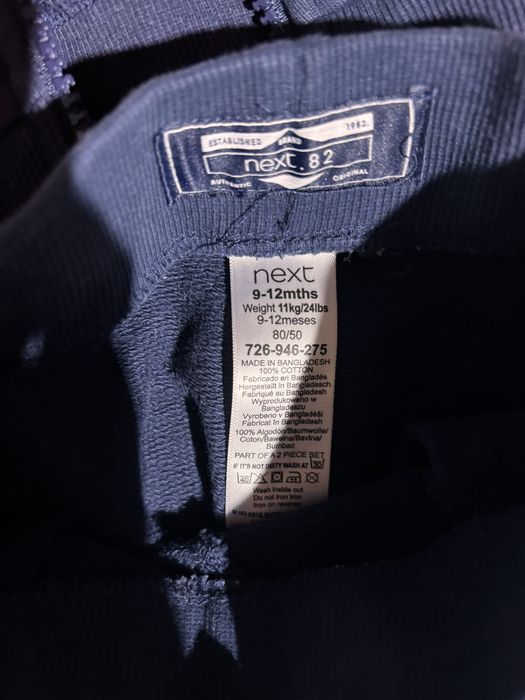 ESTABLISHED BRAND 1982.
next. 82
AUTHENTIC ORIGINAL
next
9-12mths
Weight 11kg/24lbs
9-12meses
80/50
726-946-275
MADE IN BANGLADESH
100% COTTON
Fabricado en Bangladés
Hergestellt in Bangladesch
Fabriqué au Bangladesh
Wyprodukowano w
Bangladeszu
Vyrobeno v Bangladéši
Fabricat în Bangladesh
100% Algodón/Baumwolle/
Coton/Bawełna/Bavlna/
Bumbac
PART OF A 2 PIECE SET
IF IT'S NOT DIRTY WASH AT 30
40
Wash inside out
Do not iron trim
Iron on reverse